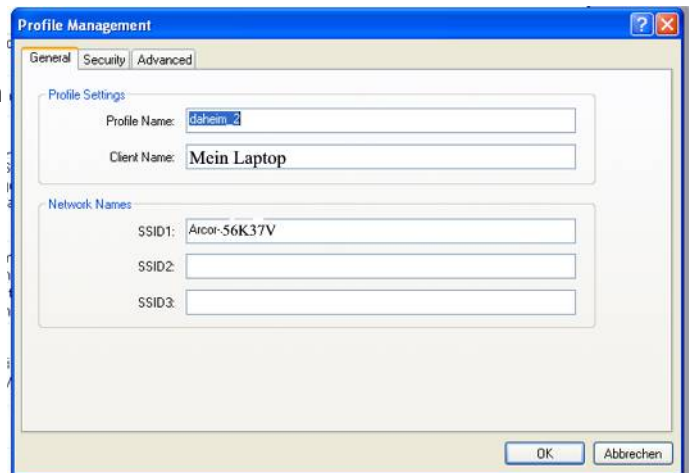 Profile Management
General Security Advanced
Profile Settings
Profile Name: daheim_2
Client Name: Mein Laptop
Network Names
SSID1: Arcor-56K37V
SSID2:
SSID3:
OK Abbrechen